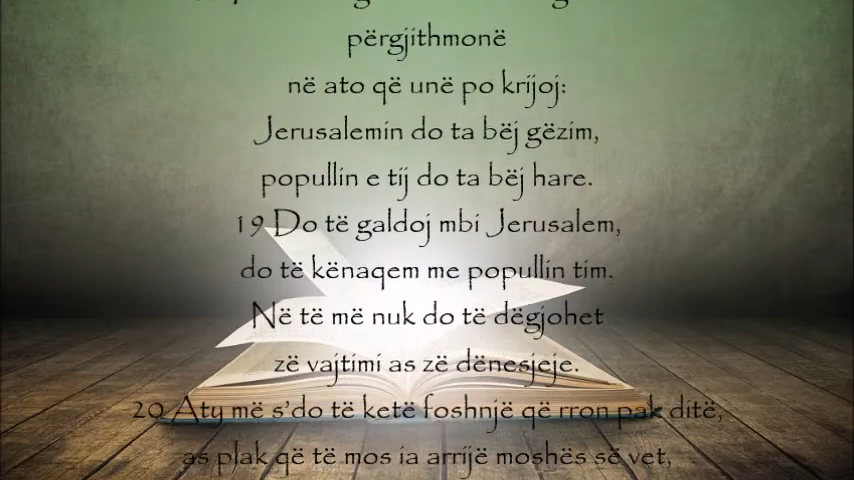 përgjithmonë
në ato që unë po krijoj:
Jerusalemin do ta bëj gëzim,
popullin e tij do ta bëj hare.
19 Do të galdoj mbi Jerusalem,
do të kënaqem me popullin tim.
Në të më nuk do të dëgjohet
zë vajtimi as zë dënesjeje.
20 Aty më s'do të ketë foshnjë që rron pak ditë,
as plak që të mos ia arrijë moshës së vet,